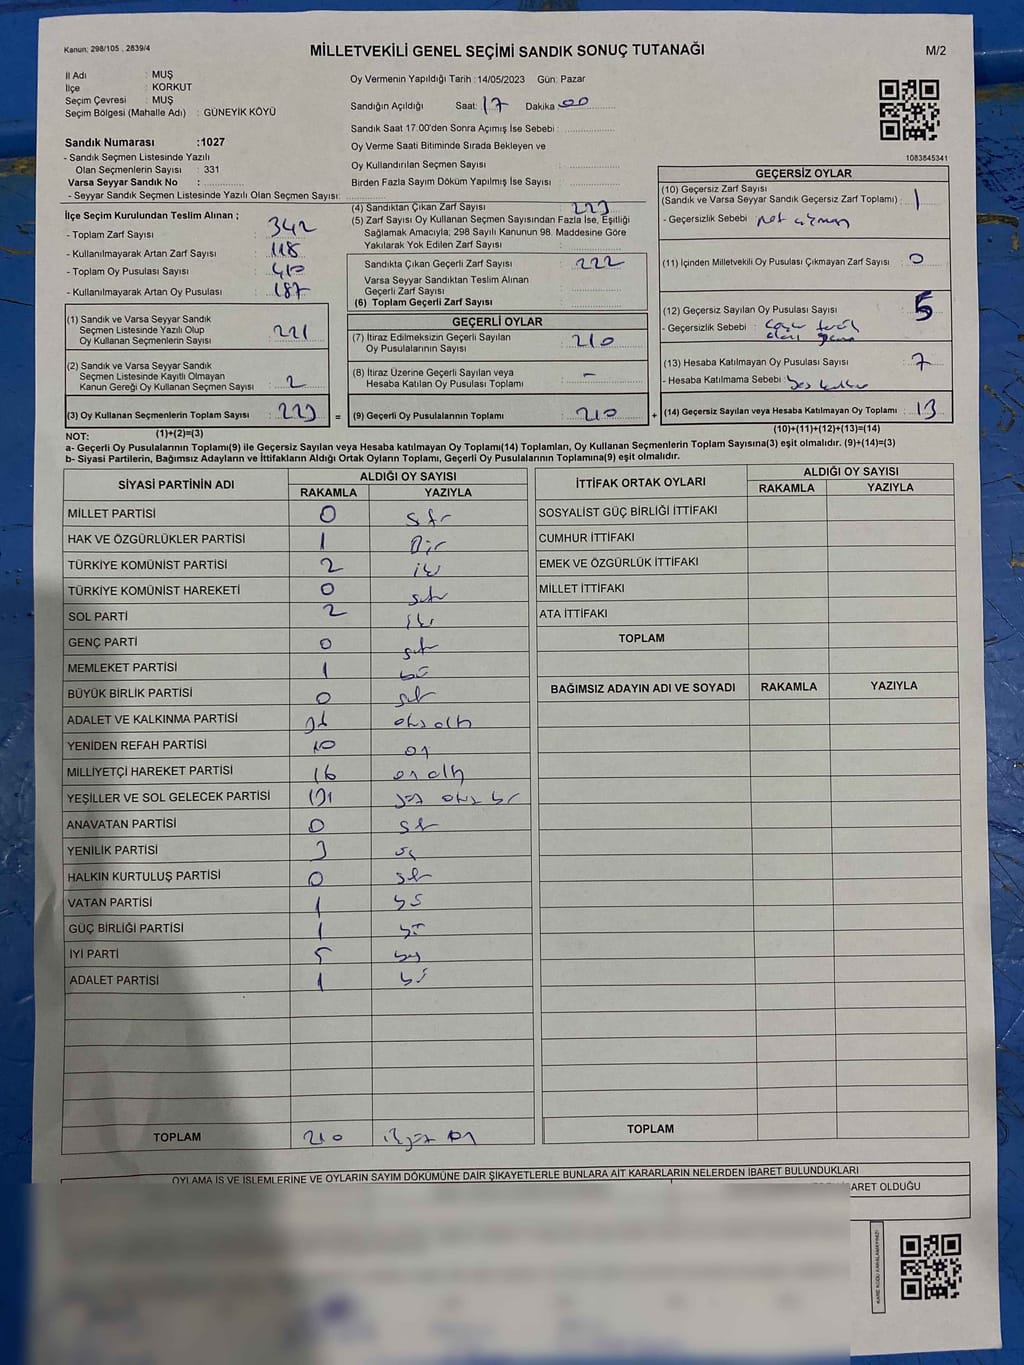 Kanun: 298/105 , 2839/4
MİLLETVEKİLİ GENEL SEÇİMİ SANDIK SONUÇ TUTANAĞI
M/2
İl Adı : MUŞ
İlçe : KORKUT
Seçim Çevresi : MUŞ
Seçim Bölgesi (Mahalle Adı) : GÜNEYİK KÖYÜ
Sandık Numarası :1027
- Sandık Seçmen Listesinde Yazılı
Olan Seçmenlerin Sayısı : 331
Varsa Seyyar Sandık No :
- Seyyar Sandık Seçmen Listesinde Yazılı Olan Seçmen Sayısı:
Oy Vermenin Yapıldığı Tarih :14/05/2023 Gün: Pazar
Sandığın Açıldığı Saat: 17 Dakika 00
Sandık Saat 17:00'den Sonra Açımış İse Sebebi :
Oy Verme Saati Bitiminde Sırada Bekleyen ve
Oy Kullandırılan Seçmen Sayısı :
Birden Fazla Sayım Döküm Yapılmış İse Sayısı :
1083845341
İlçe Seçim Kurulundan Teslim Alınan ;
- Toplam Zarf Sayısı : 342
- Kullanılmayarak Artan Zarf Sayısı : 118
- Toplam Oy Pusulası Sayısı : 410
- Kullanılmayarak Artan Oy Pusulası : 187
(4) Sandıktan Çıkan Zarf Sayısı : 223
(5) Zarf Sayısı Oy Kullanan Seçmen Sayısından Fazla İse, Eşitliği
Sağlamak Amacıyla; 298 Sayılı Kanunun 98. Maddesine Göre
Yakılarak Yok Edilen Zarf Sayısı :
Sandıkta Çıkan Geçerli Zarf Sayısı : 222
Varsa Seyyar Sandıktan Teslim Alınan
Geçerli Zarf Sayısı :
(6) Toplam Geçerli Zarf Sayısı :
GEÇERSİZ OYLAR
(10) Geçersiz Zarf Sayısı
(Sandık ve Varsa Seyyar Sandık Geçersiz Zarf Toplamı) : 1
- Geçersizlik Sebebi :
(11) İçinden Milletvekili Oy Pusulası Çıkmayan Zarf Sayısı : 0
(12) Geçersiz Sayılan Oy Pusulası Sayısı : 5
- Geçersizlik Sebebi :
(13) Hesaba Katılmayan Oy Pusulası Sayısı : 7
- Hesaba Katılmama Sebebi :
(14) Geçersiz Sayılan veya Hesaba Katılmayan Oy Toplamı : 13
(10)+(11)+(12)+(13)=(14)
(1) Sandık ve Varsa Seyyar Sandık
Seçmen Listesinde Yazılı Olup
Oy Kullanan Seçmenlerin Sayısı : 221
(2) Sandık ve Varsa Seyyar Sandık
Seçmen Listesinde Kayıtlı Olmayan
Kanun Gereği Oy Kullanan Seçmen Sayısı : 2
(3) Oy Kullanan Seçmenlerin Toplam Sayısı : 223 =
(1)+(2)=(3)
GEÇERLİ OYLAR
(7) İtiraz Edilmeksizin Geçerli Sayılan
Oy Pusulalarının Sayısı : 210
(8) İtiraz Üzerine Geçerli Sayılan veya
Hesaba Katılan Oy Pusulası Toplamı : -
(9) Geçerli Oy Pusulalarının Toplamı : 210 +
NOT:
a- Geçerli Oy Pusulalarının Toplamı(9) ile Geçersiz Sayılan veya Hesaba katılmayan Oy Toplamı(14) Toplamları, Oy Kullanan Seçmenlerin Toplam Sayısına(3) eşit olmalıdır. (9)+(14)=(3)
b- Siyasi Partilerin, Bağımsız Adayların ve İttifakların Aldığı Ortak Oyların Toplamı, Geçerli Oy Pusulalarının Toplamına(9) eşit olmalıdır.
SİYASİ PARTİNİN ADI ALDIĞI OY SAYISI
RAKAMLA YAZIYLA
MİLLET PARTİSİ 0 sıfır
HAK VE ÖZGÜRLÜKLER PARTİSİ 1 Bir
TÜRKİYE KOMÜNİST PARTİSİ 2 iki
TÜRKİYE KOMÜNİST HAREKETİ 0 sıfır
SOL PARTİ 2 iki
GENÇ PARTİ 0 sıfır
MEMLEKET PARTİSİ 1 bir
BÜYÜK BİRLİK PARTİSİ 0 sıfır
ADALET VE KALKINMA PARTİSİ 36 otuz altı
YENİDEN REFAH PARTİSİ 10 on
MİLLİYETÇİ HAREKET PARTİSİ 16 on altı
YEŞİLLER VE SOL GELECEK PARTİSİ 131 yüz otuz bir
ANAVATAN PARTİSİ 0 sıfır
YENİLİK PARTİSİ 3 üç
HALKIN KURTULUŞ PARTİSİ 0 sıfır
VATAN PARTİSİ 1 bir
GÜÇ BİRLİĞİ PARTİSİ 1 bir
İYİ PARTİ 5 beş
ADALET PARTİSİ 1 bir
TOPLAM 210 iki yüz on
İTTİFAK ORTAK OYLARI ALDIĞI OY SAYISI
RAKAMLA YAZIYLA
SOSYALİST GÜÇ BİRLİĞİ İTTİFAKI
CUMHUR İTTİFAKI
EMEK VE ÖZGÜRLÜK İTTİFAKI
MİLLET İTTİFAKI
ATA İTTİFAKI
TOPLAM
BAĞIMSIZ ADAYIN ADI VE SOYADI RAKAMLA YAZIYLA
TOPLAM
OYLAMA İŞ VE İŞLEMLERİNE VE OYLARIN SAYIM DÖKÜMÜNE DAİR ŞİKAYETLERLE BUNLARA AİT KARARLARIN NELERDEN İBARET BULUNDUKLARI
OLDUĞU
KARE KODU KARALAMAYINIZ!